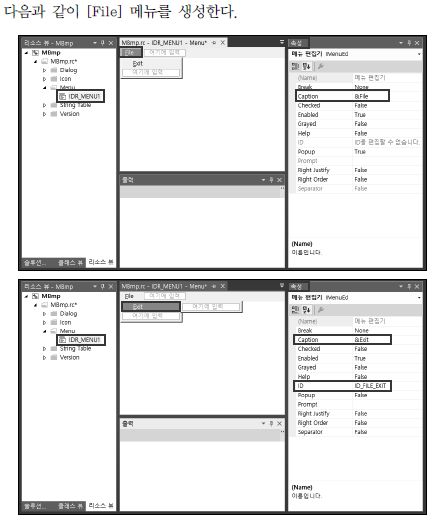 다음과 같이 [File] 메뉴를 생성한다.
리소스 뷰 - MBmp
MBmp
MBmp.rc*
Dialog
Icon
Menu
IDR_MENU1
String Table
Version
솔루션... 클래스 뷰 리소스 뷰
MBmp.rc - IDR_MENU1 - Menu*
File 여기에 입력
Exit
여기에 입력
출력
속성
메뉴 편집기 IMenuEd
(Name) 메뉴 편집기
Break None
Caption &File
Checked False
Enabled True
Grayed False
Help False
ID ID를 편집할 수 없습니다.
Popup True
Prompt
Right Justify False
Right Order False
Separator False
(Name)
이름입니다.
리소스 뷰 - MBmp
MBmp
MBmp.rc*
Dialog
Icon
Menu
IDR_MENU1
String Table
Version
솔루션... 클래스 뷰 리소스 뷰
MBmp.rc - IDR_MENU1 - Menu*
File 여기에 입력
Exit 여기에 입력
여기에 입력
출력
속성
메뉴 편집기 IMenuEd
(Name) 메뉴 편집기
Break None
Caption &Edit
Checked False
Enabled True
Grayed False
Help False
ID ID_FILE_EXIT
Popup False
Prompt
Right Justify False
Right Order False
Separator False
(Name)
이름입니다.